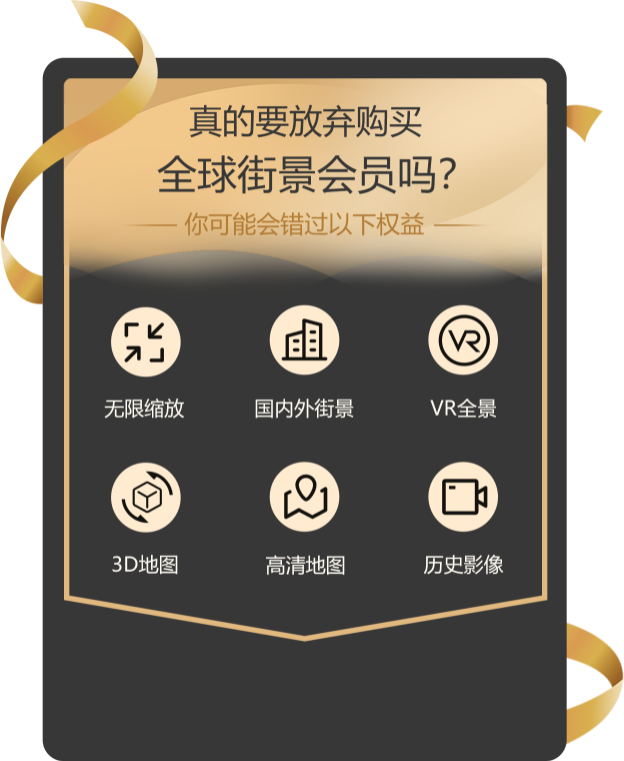 真的要放弃购买
全球街景会员吗?
你可能会错过以下权益
无限缩放 国内外街景 VR全景
3D地图 高清地图 历史影像